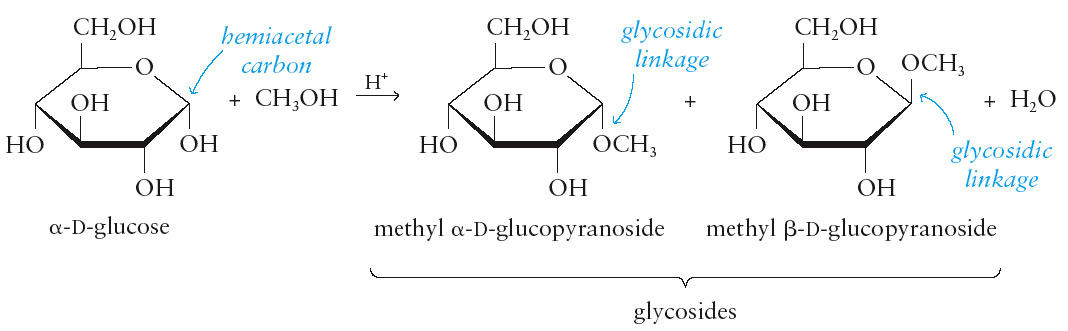 CH₂OH
O
OH
HO
OH
OH
hemiacetal
carbon
+ CH₃OH
H⁺
CH₂OH
O
OH
HO
OCH₃
OH
glycosidic
linkage
+
CH₂OH
O
OCH₃
OH
HO
OH
glycosidic
linkage
+ H₂O
α-D-glucose
methyl α-D-glucopyranoside
methyl β-D-glucopyranoside
glycosides